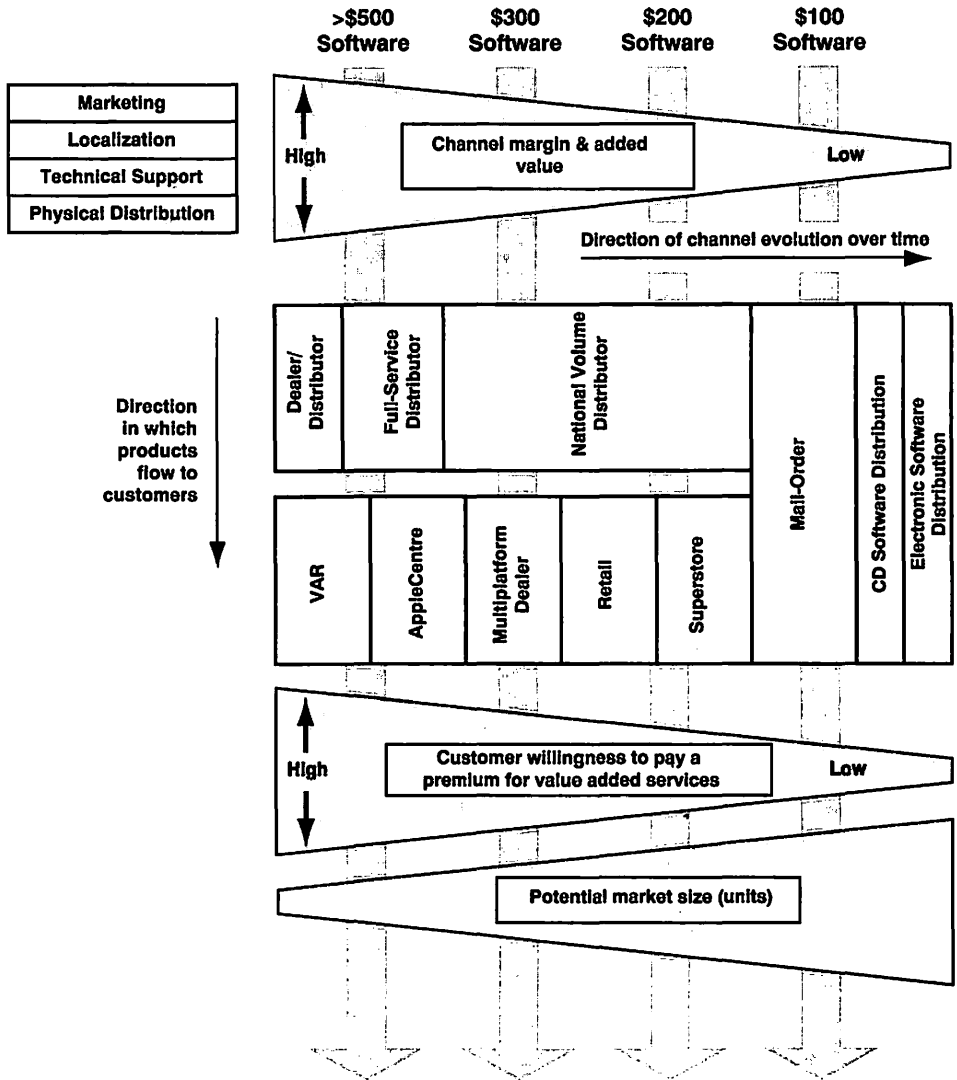 >$500
Software
$300
Software
$200
Software
$100
Software
Marketing
Localization
Technical Support
Physical Distribution
High
Channel margin & added
value
Low
Direction of channel evolution over time
Direction
in which
products
flow to
customers
Dealer/
Distributor
Full-Service
Distributor
National Volume
Distributor
Mail-Order
CD Software Distribution
Electronic Software
Distribution
VAR
AppleCentre
Multiplatform
Dealer
Retail
Superstore
High
Customer willingness to pay a
premium for value added services
Low
Potential market size (units)